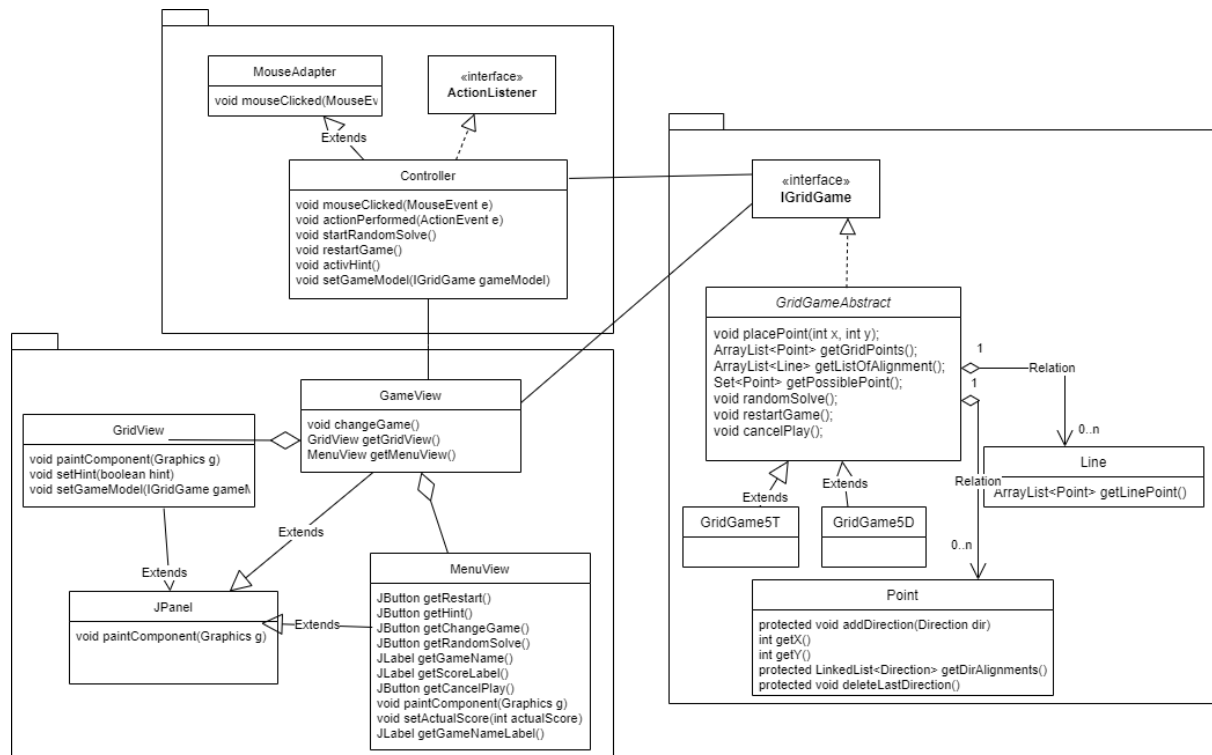 MouseAdapter
void mouseClicked(MouseEv
«interface»
ActionListener
Extends
Controller
void mouseClicked(MouseEvent e)
void actionPerformed(ActionEvent e)
void startRandomSolve()
void restartGame()
void activHint()
void setGameModel(IGridGame gameModel)
GameView
void changeGame()
GridView getGridView()
MenuView getMenuView()
GridView
void paintComponent(Graphics g)
void setHint(boolean hint)
void setGameModel(IGridGame gameM
Extends
Extends
JPanel
void paintComponent(Graphics g)
Extends
MenuView
JButton getRestart()
JButton getHint()
JButton getChangeGame()
JButton getRandomSolve()
JLabel getGameName()
JLabel getScoreLabel()
JButton getCancelPlay()
void paintComponent(Graphics g)
void setActualScore(int actualScore)
JLabel getGameNameLabel()
«interface»
IGridGame
GridGameAbstract
void placePoint(int x, int y);
ArrayList<Point> getGridPoints();
ArrayList<Line> getListOfAlignment();
Set<Point> getPossiblePoint();
void randomSolve();
void restartGame();
void cancelPlay();
1
Relation
1
0..n
Line
ArrayList<Point> getLinePoint()
Relation
Extends
Extends
GridGame5T
GridGame5D
0..n
Point
protected void addDirection(Direction dir)
int getX()
int getY()
protected LinkedList<Direction> getDirAlignments()
protected void deleteLastDirection()